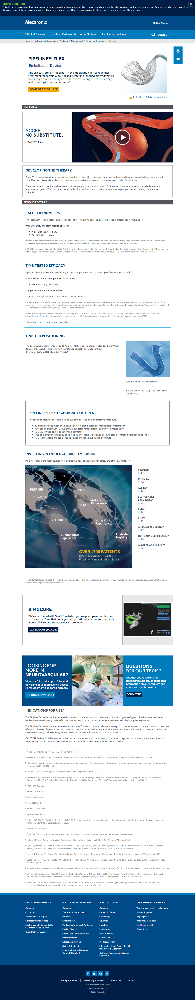 COOKIE STATEMENT
This site uses cookies to store information on your computer. Some are essential to make our site work; others help us improve the user experience. By using the site, you consent to
the placement of these cookies. You may at any time change the settings regarding cookies. Read our privacy statement to learn more.
Medtronic
United States
Patients & Caregivers Healthcare Professionals About Medtronic Transforming Healthcare Search
Home > Healthcare Professionals > Products > Neurological > Aneurysm Treatment > Pipeline
PIPELINE™ FLEX
Embolization Device
The clinically proven¹ Pipeline™ Flex embolization device redefines
treatment for certain wide-necked intracranial aneurysms by diverting
flow away from the aneurysm neck, reconstructing the parent artery
and restoring its natural course.²,³
DOWNLOAD BROCHURE
Indications, Safety and Warnings
OVERVIEW
ACCEPT
NO SUBSTITUTE.
Pipeline™ Flex
DEVELOPING THE THERAPY
Since 2011, we've been the leader in flow diversion — disrupting aneurysm treatment, advancing the practice and raising the standard
care. Medtronic is consistently committed to innovative technology and comprehensive, collaborative support.
Our experienced, consultative field team is at the ready with support for your U.S. flow diversion procedures and targeted physician
education programs. With our time-tested technology and uncompromising service, we are your partner for treating our aneurysm
patients.
PRODUCT DETAILS
SAFETY IN NUMBERS
The Pipeline™ Flex embolization device (Pipeline™ Flex) provides reliable safety across multiple aneurysm types.¹,⁴,⁵
Primary safety endpoint results at 1 year:
• PREMIER Study⁴ — 2.1%
• PUFs Study¹,² — 5.6%
PREMIER: The primary safety endpoint was incidence of major stroke (ischemic or hemorrhagic) in the territory supplied by the treated artery (defined as an
increase of 4 points on the National Institute of Health Stroke Scale (NIHSS)) or neurologic death within 1 year after treatment.
PUFs: The primary safety endpoint of the PUFS study was the incidence of major ipsilateral stroke (defined as an increase of ≥4 points on the NIHSS and present
after 7 days as adjudicated by the Clinical Events Committee) or neurological death within 180 days of Pipeline™ embolization device placement.
TIME-TESTED EFFICACY
Pipeline™ Flex achieves reliable efficacy across multiple aneurysm types at 1 year and out to 5 years.
Primary effectiveness endpoint results at 1 year:
• PREMIER Study⁴ — 76.8%
Long term complete occlusion rates:
• PUFs Study¹,² — 95% at 5 years with 0% recurrence
PREMIER: The primary effectiveness endpoint of the study was complete aneurysm occlusion of the target aneurysm without major stenosis (≤ 50%) of the
parent artery or retreatment of the target aneurysm at one year post-procedure, as adjudicated by an independent core laboratory ("Core Lab"), or retreatment
of the target intracranial aneurysms (IA) one year post-procedure.
PUFs: The primary effectiveness endpoint of the study was complete occlusion of the aneurysm without major (>50%) stenosis of the parent artery or
adjunctive use of complimentary embolic agent as seen on 180-day angiography and judged by the independent core research lab (CRL).
*Data based on follow up images available.
TRUSTED POSITIONING
The design and material properties of Pipeline™ Flex lead to uniform wall apposition.⁷ When
delivered through the Phenom™ 27 catheter, specifically designed for flow
diversion,⁸ system stability is optimized.⁹
Pipeline™ Flex Wall Apposition
Internal Bench Top Study⁷ PED-500-30 in
3mm vessel.
PIPELINE™ FLEX TECHNICAL FEATURES
The technical features of Pipeline™ Flex support a safe and highly effective procedure.²
• 48-strand braided mesh design and a soft low profile distal tip¹⁰ for flexible conformability
• 75% cobalt chromium / 25% platinum tungsten for radial force and uniform radiopacity¹¹
• 30-35% surface coverage at nominal diameter¹²
• Trackable through tortuosity, enabling better vessel deflection and allowing for a controlled distal landing zone¹⁰
• Fully resheathable and can be repositioned and redeployed up to two times¹⁰
INVESTING IN EVIDENCE-BASED MEDICINE
Pipeline™ Flex is the most studied flow diverter worldwide with a proven safety and efficacy profile.¹²,¹³
PREMIER
IntrePED
PUFs
PITA
Ankara
Experience
ASPIRe
Hong Kong
Experience
Buenos Aires
Experience
Australian
Registry
OVER 1700 PATIENTS
clinically evaluated with the
Pipeline™ embolization device.
PREMIER⁴
n=141
INTREPED³
n=793
ASPIRE¹⁵
n=191
BEUNOS AIRES
EXPERIENCE¹⁶
n=53
PUFS¹
n=107
PITA¹⁷
n=31
ANKARA EXPERIENCE¹⁸
n=191
HONG KONG EXPERIENCE¹⁹
n=143
AUSTRALIAN REGISTRY²⁰
n=54
*The PREMIER study included the Pipeline embolization device and Pipeline Flex embolization device. The Pipeline Flex embolization device contains the same
implant as the Pipeline embolization device.
SIM&CURE
We've partnered with Sim&Cure to bring you a pre-operative planning
software platform that helps you computationally model and plan your
Pipeline™ Flex embolization device procedures.²¹
LEARN ABOUT SIM&CURE
LOOKING FOR
MORE IN
NEUROVASCULAR?
View our full product portfolio, find
news and education events, access
reimbursement support, and more.
GO TO NEUROVASCULAR
QUESTIONS
FOR OUR TEAM?
Whether you're looking for
procedural support, or additional
information on our products and
solutions – our team is here to help.
CONTACT US
INDICATIONS FOR USE⁶
The Pipeline Flex embolization device is indicated for the endovascular treatment of adults (22 years of age or older) with large or giant wide-
necked intracranial aneurysms (IAs) in the internal carotid artery from the petrous to the superior hypophyseal segments.
The Pipeline Flex embolization device is also indicated for use in the internal carotid artery up to the terminus for the endovascular treatment
of adults (22 years of age or older) with small and medium wide-necked (neck width ≥ 4 mm or dome-to-neck ratio < 2) saccular or fusiform
intracranial aneurysms (IAs) arising from a parent vessel with a diameter ≥ 2.0 mm and ≤ 5.0 mm.
CAUTION: Federal (USA) law restricts this device to sale distribution and use by or on order of a physician. Indications, contraindications,
warnings and instructions for use can be found in the product labeling supplied with each device.
1 Medtronic Internal Report FD3456B, PUFS 5 Year CSR
2 Becske T. et al., Pipeline for Uncoilable or Failed Aneurysms. Results from a Multicenter Clinical Trial. Radiology. Published online Feb 15, 2013
3 Kallmes DF, Hanel R, Lopes D, et al. International retrospective study of the pipeline embolization device: a multicenter aneurysm treatment study. AJNR Am J
Neuroradiol 2015;36:108–115.
4 PREMIER Clinical Study Report Medtronic FD3563, mITT population, Rev B. 12-SEP-2018
5 Becske T. et al., Long-Term Clinical and Angiographic Outcomes Following Pipeline Embolization Device Treatment of Complex Internal Carotid Artery
Aneurysms: Five-Year Results of the Pipeline for Uncoilable or Failed Aneurysms Trial., J.NIU Neurosurgery Published online Jan 9, 2017.
6 PMA-P100018-S015
7 TR-NV11601 Rev. A
8 71062-001 Rev. A
9 ML-0001 Rev. B
10 TR-NV11121 Rev. D
11 SA-00008-XX Rev. H
12 Kallmes DF, Ding YH, Dai D, Kadirvel R, Lewis DA, Cloft HJ. A second-generation, endoluminal, flow-disrupting device for treatment of saccular aneurysms.
AJNR Am J Neuroradiol. 2009;30(6):1153–1158.
13 PMA- P100018-S011
14 Scientific Communication Document search (2018) showing clinical summaries. No other studies meet these criteria.
15 Kallmes DF, et al., Aneurysm Study of Pipeline in an Observational Registry (ASPIRe), Interv Neurol. (JVIR) June 2016.
16 Lylyk P1, Miranda C, Ceratto R, Ferrario A, Scrivano E, Luna HR, Berez AL, Tran Q, Nelson PK, Fiorella D. Curative Endovascular Reconstruction of Cerebral
Aneurysms with the Pipeline Embolization Device; The Buenos Aires Experience. Neurosurgery. 2009 Apr;64(4):632-42
17 Nelson, P.K., et al., The Pipeline Embolization Device for the Intracranial Treatment of Aneurysms Trial. AJNR Am J Neuroradiology, 2010: p. ajnr.A2421
18 Saatci, Cekirge, et al., Pipeline Flow-Divertor Embolization Device: A Single-Center Experience with Long-Term Follow-Up Results. Published July 19, 2012 as
10.3174/ajnr.A3246
19 Yu, et al. Intra-cranial aneurysms. Midterm outcome of Pipeline Embolisation Device – A Prospective Study in 143 Patients with 178 Aneurysms. Radiology 2012
20 W. McAuliffe, V. Wycoco, H. Rice, C. Phatouros, T.J. Singh, J. Wenderoth. Immediate and Midterm Results Following Treatment of Unruptured Intracranial
Aneurysms with the Pipeline Embolization Device AJNR Am J Neuroradiology, 2012 Published October 6, 2011 as 10.3174/ajnr.A2727
21 Sim&Cure FDA 510(k) K190049 clearance on September 17, 2019. Sim&Size is contraindicated for giant aneurysms. Refer to Sim&Size User Manual for
complete indications for use, contraindications, warnings and instructions for Use.
PATIENTS AND CAREGIVERS
Overview
Conditions
Treatments & Therapies
Contact Patient Services
Electromagnetic Compatibility
Guide for Cardiac Devices
Order Diabetes Supplies
HEALTHCARE PROFESSIONALS
Overview
Therapies & Procedures
Products
Order Products
Product Performance & Advisories
Product Manuals
Product Barcode Information
Reimbursement
Education & Training
Safety Data Sheets
Minimally Invasive Therapies
(formerly Covidien)
ABOUT MEDTRONIC
Overview
Careers & Culture
Citizenship
Governance
Investors
Leadership
News & Media
Our Mission
Product Security
Information About Proposition 65
for California Customers
California Transparency in Supply
Chains Act
TRANSFORMING HEALTHCARE
Transforming Healthcare Overview
Further, Together
Aligning Value
Meaningful Innovation
Healthcare Insights
Global Access
Privacy Statement | Accessibility Statement | Terms of Use | Contact
UC202006596dEN-ADM024267
Last Updated February 2021
© 2021 Medtronic